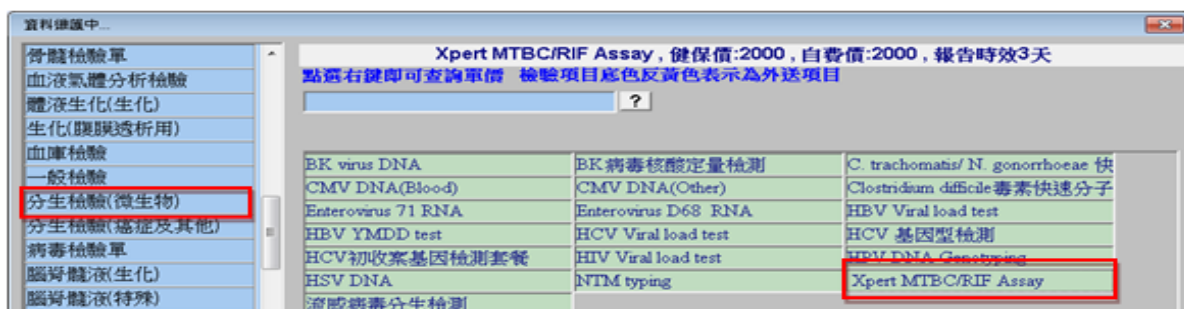 資料維護中...
骨髓檢驗單
血液氣體分析檢驗
體液生化(生化)
生化(腹膜透析用)
血庫檢驗
一般檢驗
分生檢驗(微生物)
分生檢驗(癌症及其他)
病毒檢驗單
腦脊髓液(生化)
腦脊髓液(特殊)
Xpert MTBC/RIF Assay , 健保價:2000 , 自費價:2000 , 報告時效3天
點選右鍵即可查詢單價 檢驗項目底色反黃色表示為外送項目
?
BK virus DNA BK病毒核酸定量檢測 C. trachomatis/ N. gonorrhoeae 快
CMV DNA(Blood) CMV DNA(Other) Clostridium difficile毒素快速分子
Enterovirus 71 RNA Enterovirus D68 RNA HBV Viral load test
HBV YMDD test HCV Viral load test HCV 基因型檢測
HCV初收案基因檢測套餐 HIV Viral load test HPV DNA Genotyping
HSV DNA NTM typing Xpert MTBC/RIF Assay
流感病毒分生檢測